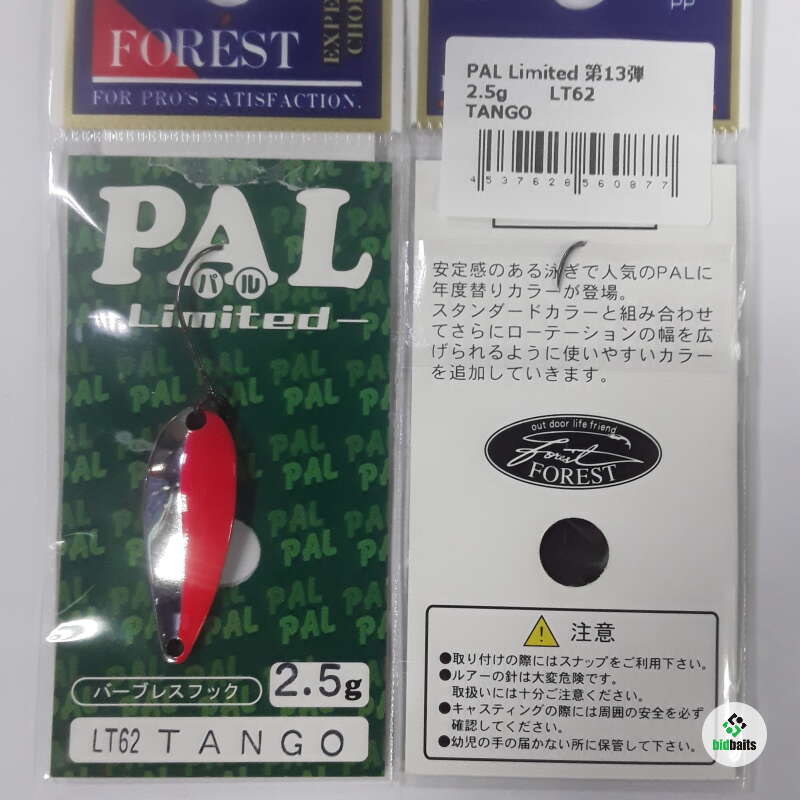 FOREST
FOR PRO'S SATISFACTION.
PAL
パル
Limited
バーブレスフック
2.5g
LT62 TANGO
PAL Limited 第13弾
2.5g LT62
TANGO
4537628560877
安定感のある泳ぎで人気のPALに
年度替りカラーが登場。
スタンダードカラーと組み合わせ
てさらにローテーションの幅を広
げられるように使いやすいカラー
を追加していきます。
out door life friend
Forest
FOREST
注意
●取り付けの際にはスナップをご利用下さい。
●ルアーの針は大変危険です。
取扱いには十分ご注意ください。
●キャスティングの際には周囲の安全を必ず
確認してください。
●幼児の手の届かない所に保管して下さい。
bidbaits